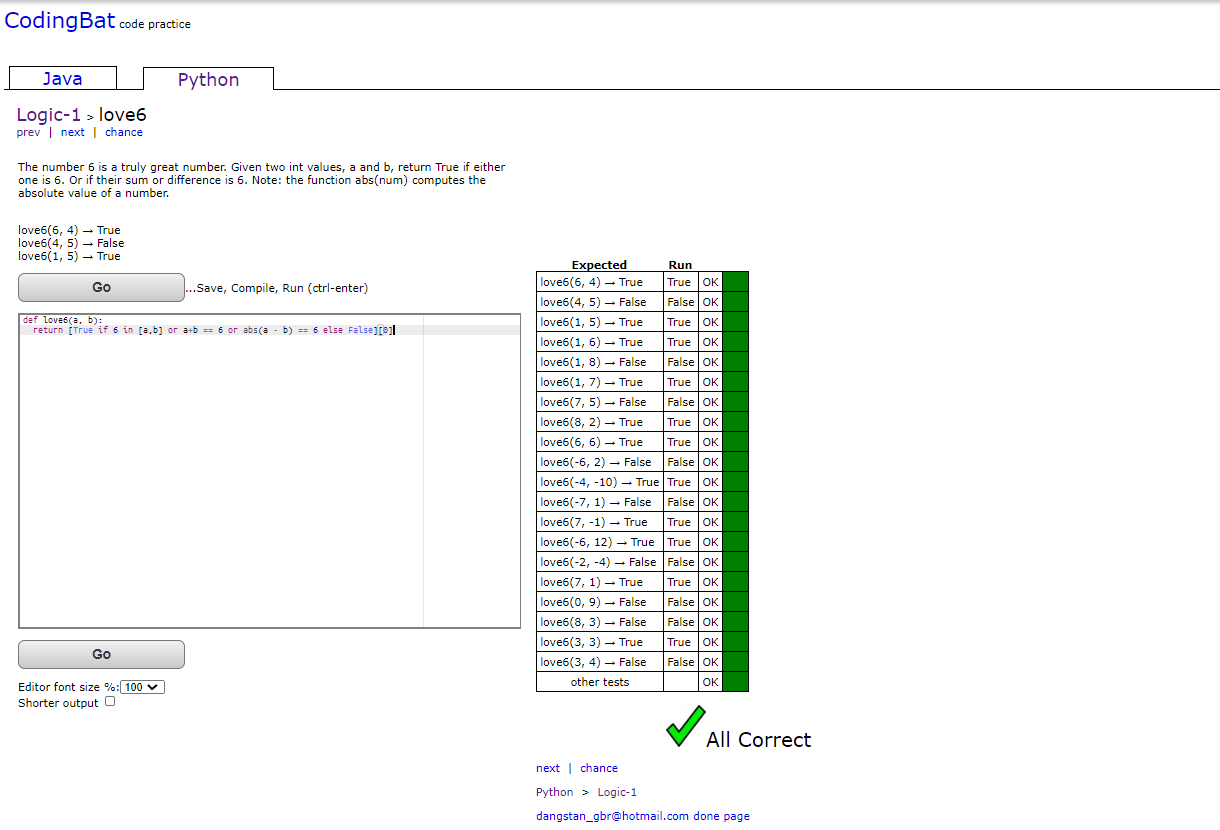 CodingBat code practice
Java
Python
Logic-1 > love6
prev | next | chance
The number 6 is a truly great number. Given two int values, a and b, return True if either
one is 6. Or if their sum or difference is 6. Note: the function abs(num) computes the
absolute value of a number.
love6(6, 4) → True
love6(4, 5) → False
love6(1, 5) → True
Go ...Save, Compile, Run (ctrl-enter)
def love6(a, b):
  return [True if 6 in [a,b] or a+b == 6 or abs(a - b) == 6 else False][0]
Go
Editor font size %: 100
Shorter output
Expected Run
love6(6, 4) → True True OK
love6(4, 5) → False False OK
love6(1, 5) → True True OK
love6(1, 6) → True True OK
love6(1, 8) → False False OK
love6(1, 7) → True True OK
love6(7, 5) → False False OK
love6(8, 2) → True True OK
love6(6, 6) → True True OK
love6(-6, 2) → False False OK
love6(-4, -10) → True True OK
love6(-7, 1) → False False OK
love6(7, -1) → True True OK
love6(-6, 12) → True True OK
love6(-2, -4) → False False OK
love6(7, 1) → True True OK
love6(0, 9) → False False OK
love6(8, 3) → False False OK
love6(3, 3) → True True OK
love6(3, 4) → False False OK
other tests OK
All Correct
next | chance
Python > Logic-1
dangstan_gbr@hotmail.com done page